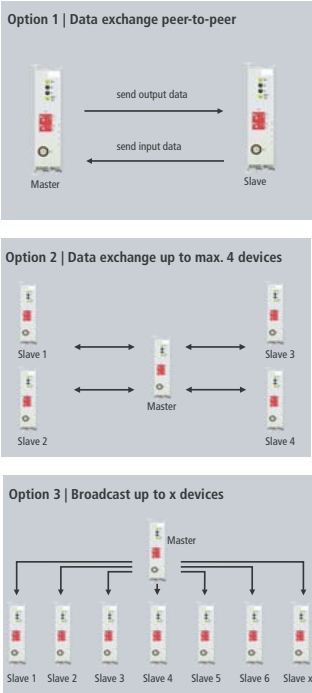 Option 1 | Data exchange peer-to-peer
send output data
send input data
Master
Slave
Option 2 | Data exchange up to max. 4 devices
Slave 1
Slave 3
Master
Slave 2
Slave 4
Option 3 | Broadcast up to x devices
Master
Slave 1 Slave 2 Slave 3 Slave 4 Slave 5 Slave 6 Slave x